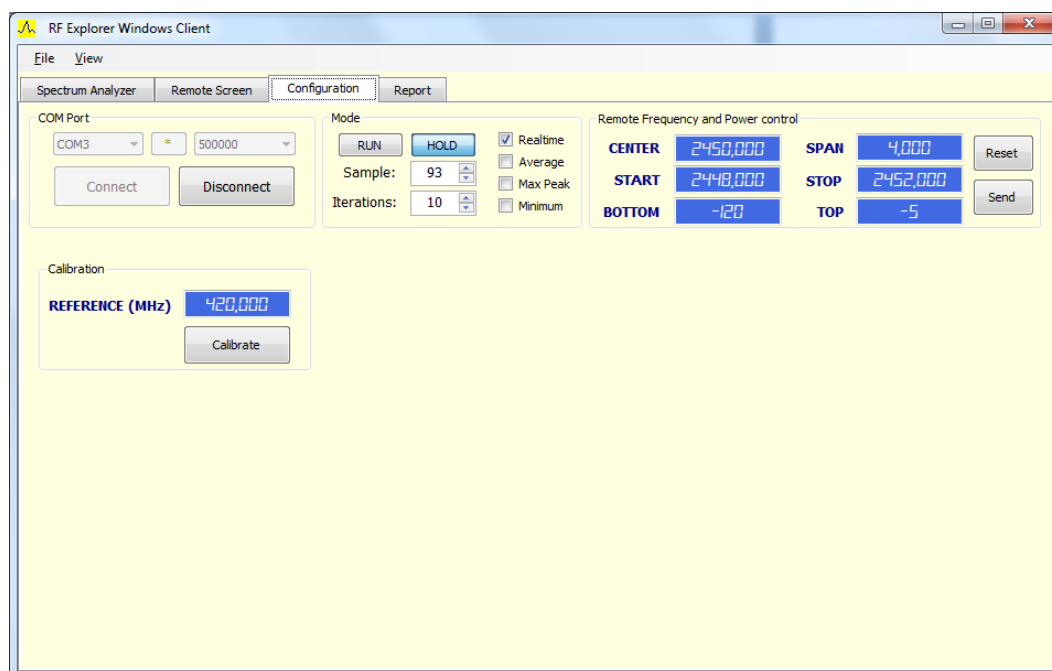 RF Explorer Windows Client
File View
Spectrum Analyzer Remote Screen Configuration Report
COM Port
COM3 * 500000
Connect Disconnect
Mode
RUN HOLD
Sample: 93
Iterations: 10
Realtime
Average
Max Peak
Minimum
Remote Frequency and Power control
CENTER 2450,000 SPAN 4,000
START 2448,000 STOP 2452,000
BOTTOM -120 TOP -5
Reset
Send
Calibration
REFERENCE (MHz) 420,000
Calibrate